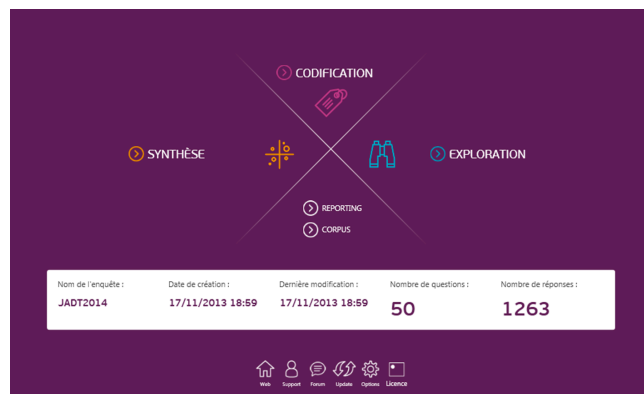 CODIFICATION
SYNTHÈSE
EXPLORATION
REPORTING
CORPUS
Nom de l'enquête : Date de création : Dernière modification : Nombre de questions : Nombre de réponses :
JADT2014 17/11/2013 18:59 17/11/2013 18:59 50 1263
Web Support Forum Update Options Licence